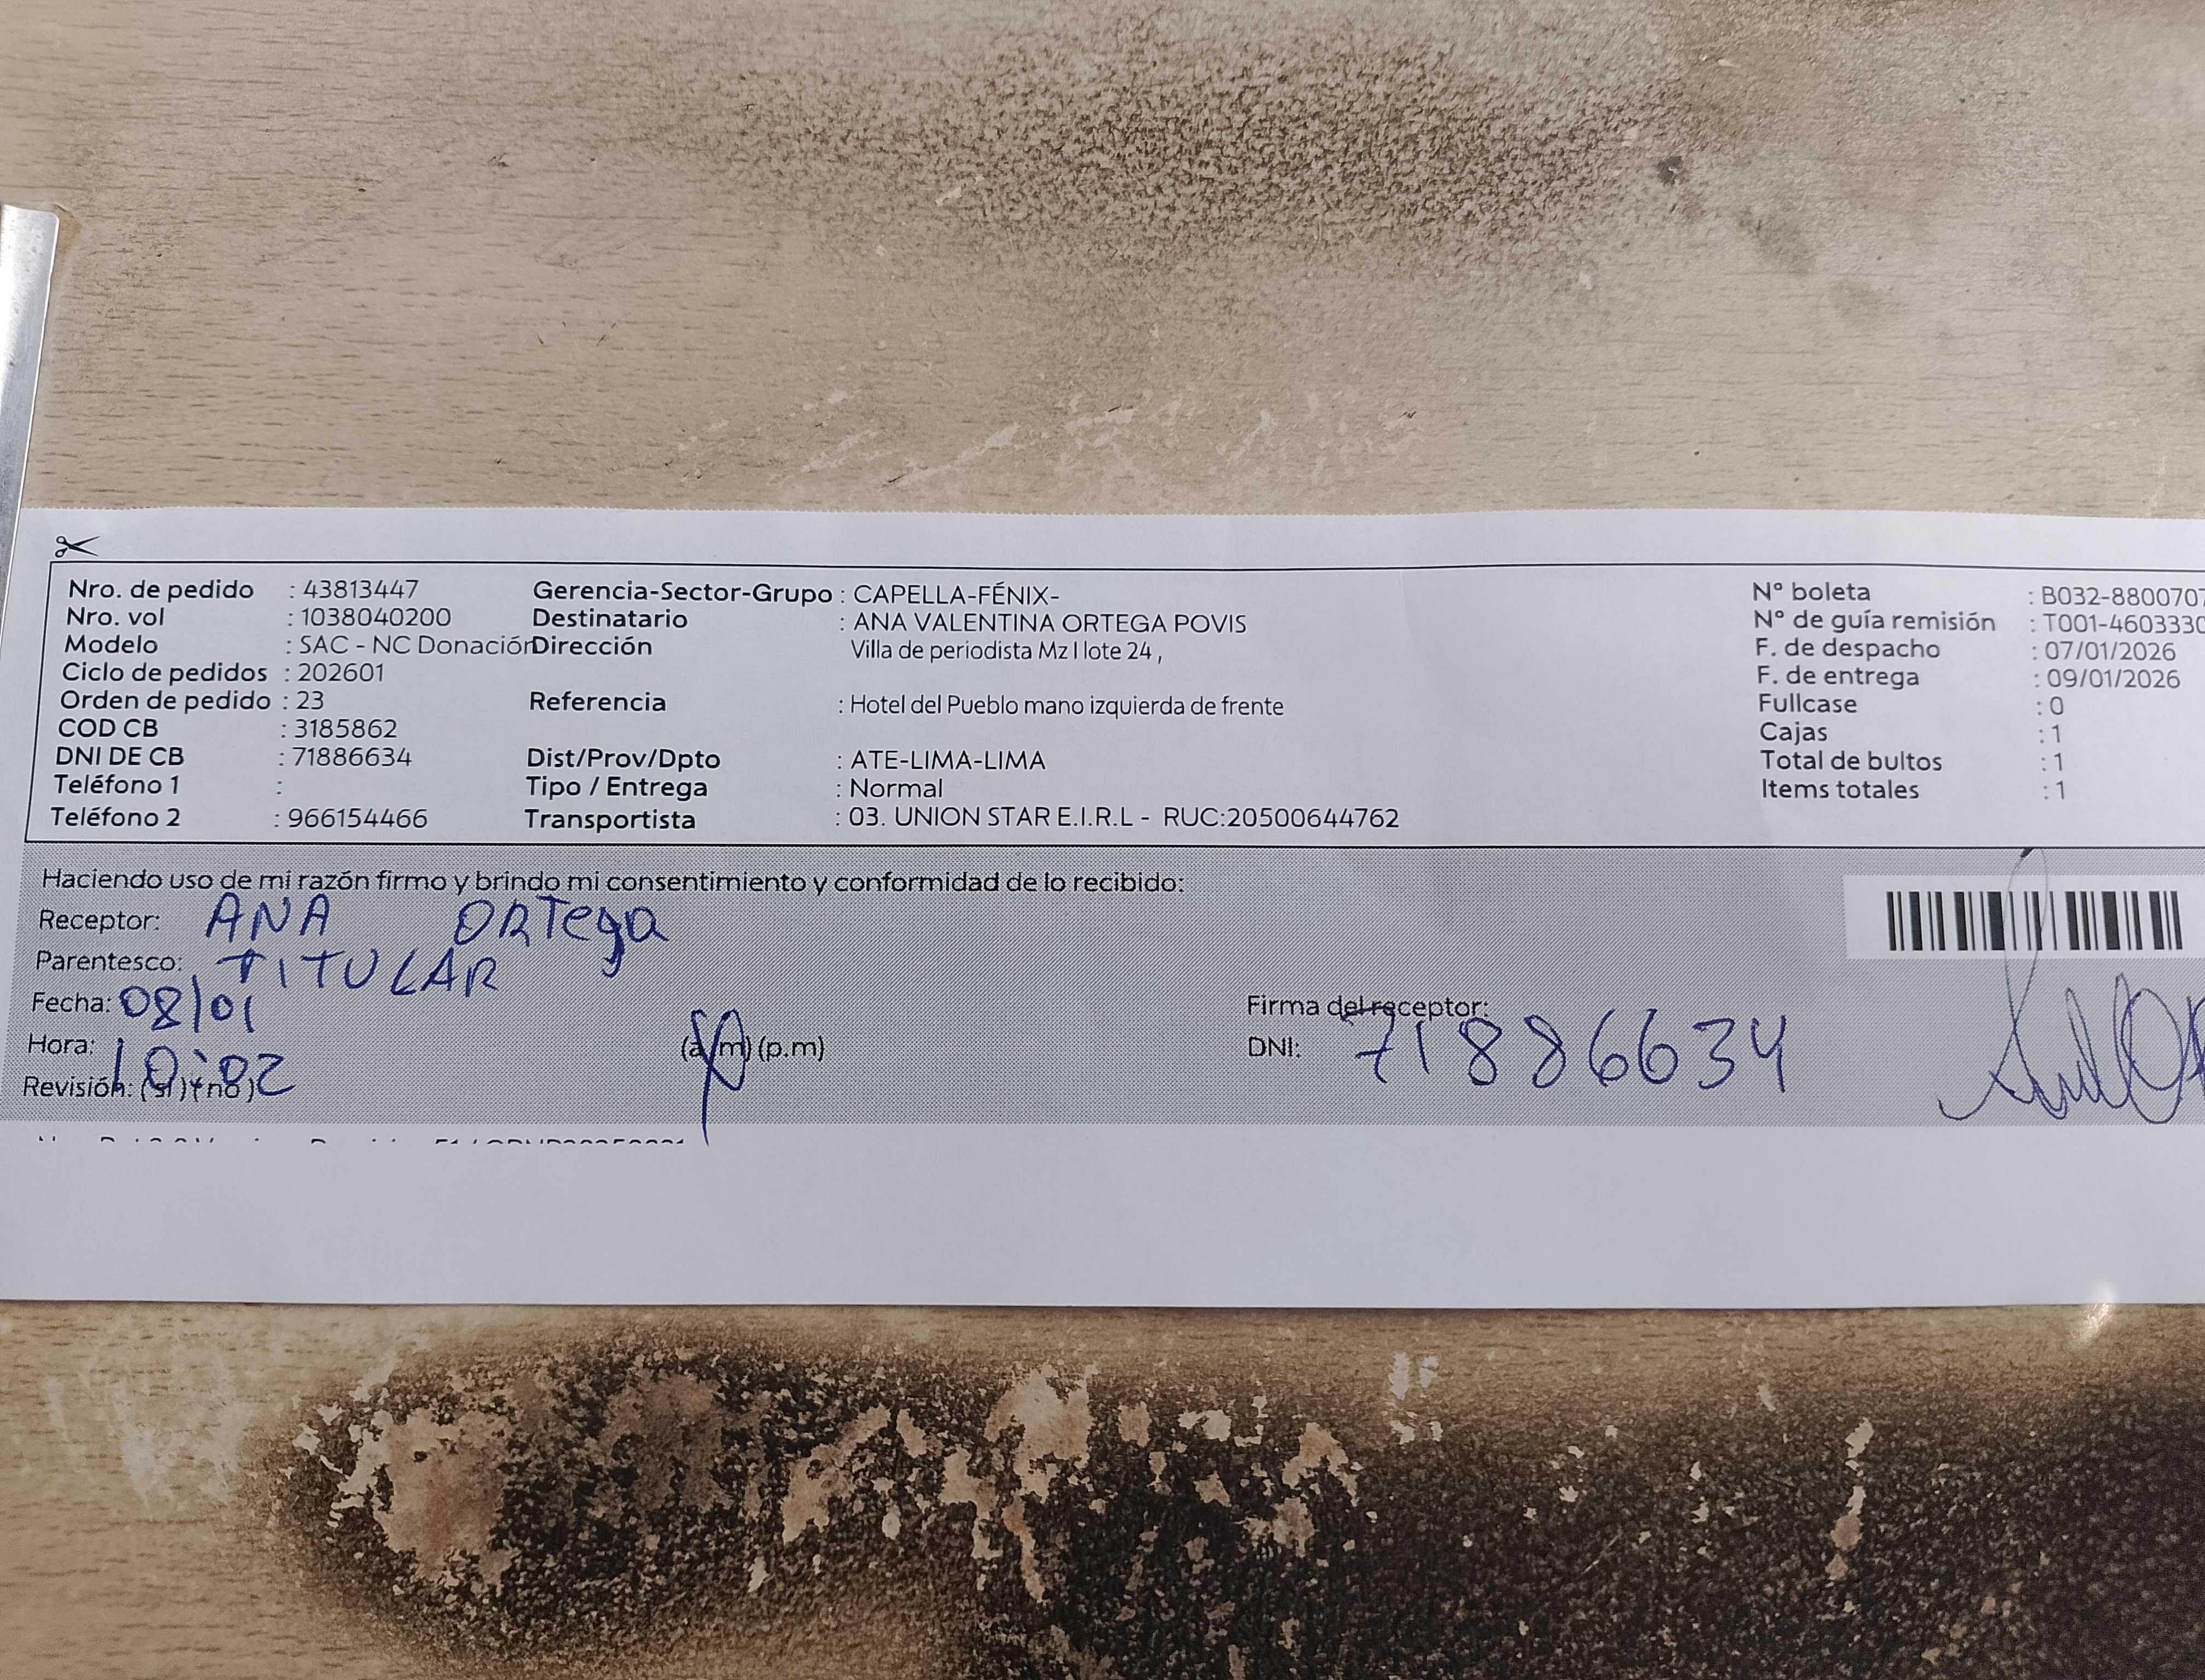 Nro. de pedido : 43813447 Gerencia-Sector-Grupo : CAPELLA-FÉNIX- N° boleta : B032-8800707
Nro. vol : 1038040200 Destinatario : ANA VALENTINA ORTEGA POVIS N° de guía remisión : T001-4603330
Modelo : SAC - NC Donación Dirección Villa de periodista Mz I lote 24 , F. de despacho : 07/01/2026
Ciclo de pedidos : 202601 F. de entrega : 09/01/2026
Orden de pedido : 23 Referencia : Hotel del Pueblo mano izquierda de frente Fullcase : 0
COD CB : 3185862 Cajas : 1
DNI DE CB : 71886634 Dist/Prov/Dpto : ATE-LIMA-LIMA Total de bultos : 1
Teléfono 1 : Tipo / Entrega : Normal Items totales : 1
Teléfono 2 : 966154466 Transportista : 03. UNION STAR E.I.R.L - RUC:20500644762
Haciendo uso de mi razón firmo y brindo mi consentimiento y conformidad de lo recibido:
Receptor: ANA ORTega
Parentesco: TITULAR
Fecha: 08/01 Firma del receptor:
Hora: 10:02 (a.m) (p.m) DNI: 71886634
Revisión: (si) (no)